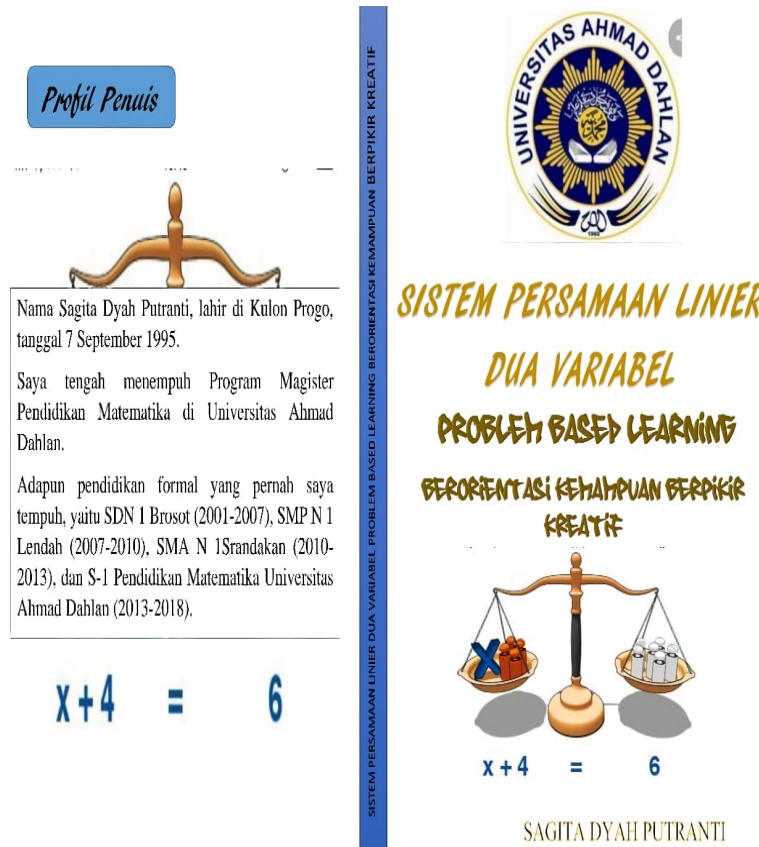 Profil Penuis
Nama Sagita Dyah Putranti, lahir di Kulon Progo,
tanggal 7 September 1995.
Saya tengah menempuh Program Magister
Pendidikan Matematika di Universitas Ahmad
Dahlan.
Adapun pendidikan formal yang pernah saya
tempuh, yaitu SDN 1 Brosot (2001-2007), SMP N 1
Lendah (2007-2010), SMA N 1Srandakan (2010-
2013), dan S-1 Pendidikan Matematika Universitas
Ahmad Dahlan (2013-2018).
x + 4 = 6
SISTEM PERSAMAAN LINIER DUA VARIABEL PROBLEM BASED LEARNING BERORIENTASI KEMAMPUAN BERPIKIR KREATIF
UNIVERSITAS AHMAD DAHLAN
1960
SISTEM PERSAMAAN LINIER
DUA VARIABEL
PROBLEM BASED LEARNING
BERORIENTASI KEMAMPUAN BERPIKIR
KREATIF
X
x + 4 = 6
SAGITA DYAH PUTRANTI